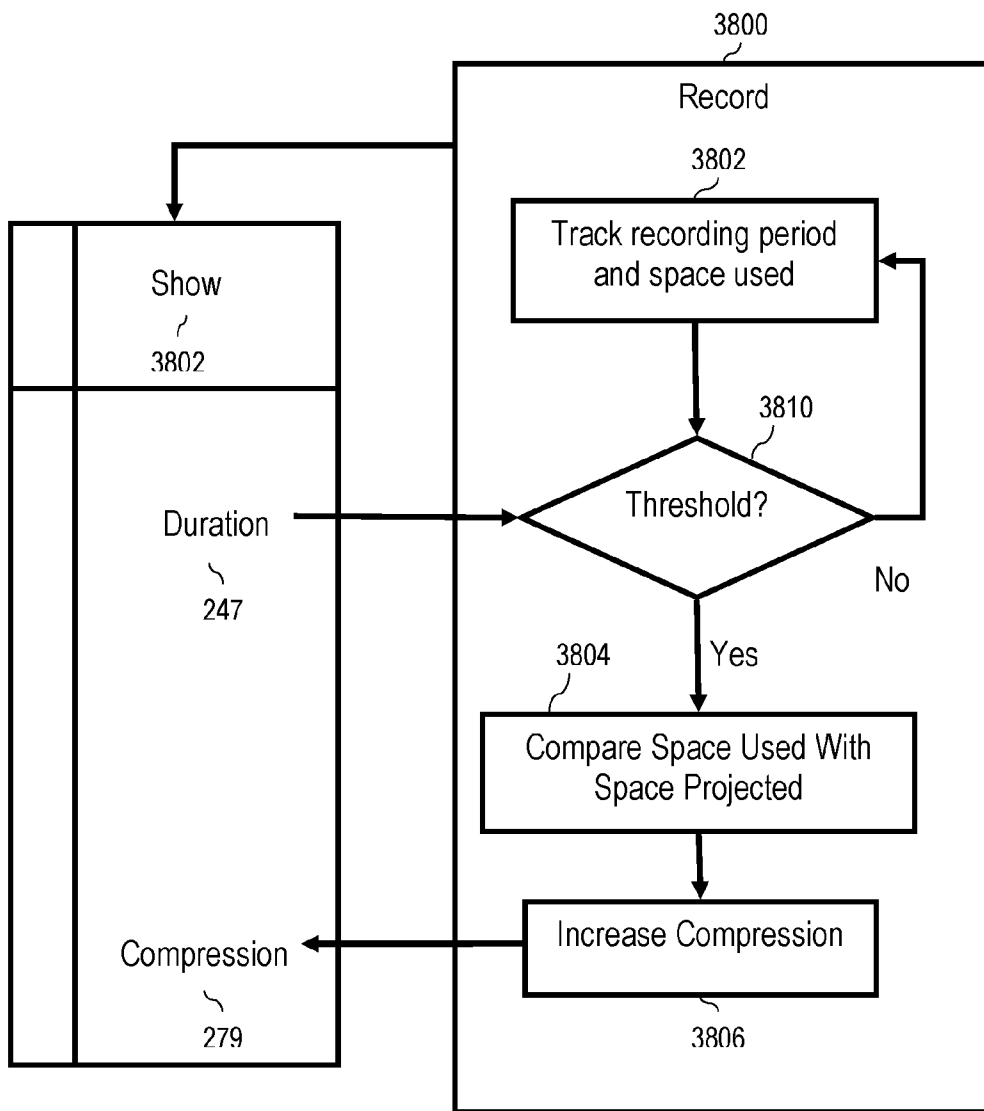 3800
Record
3802
Track recording period
and space used
Show
3802
3810
Threshold?
Duration
247
No
Yes
3804
Compare Space Used With
Space Projected
Increase Compression
Compression
279
3806